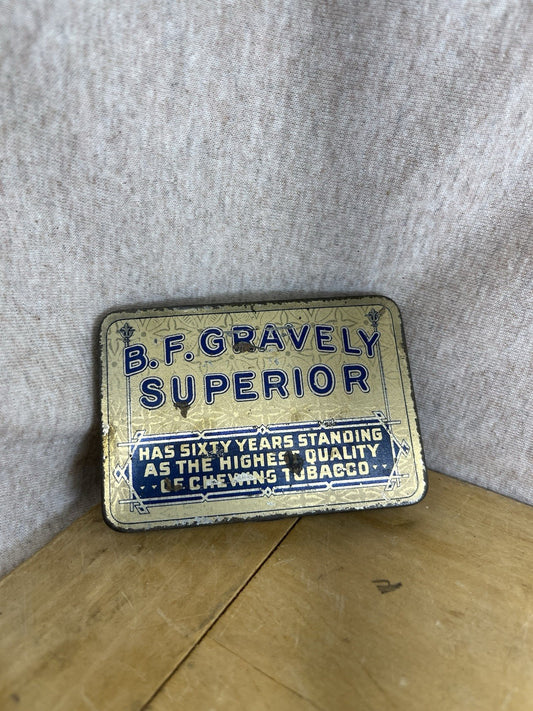 B.F. GRAVELY
SUPERIOR
HAS SIXTY YEARS STANDING
AS THE HIGHEST QUALITY
OF CHEWING TOBACCO